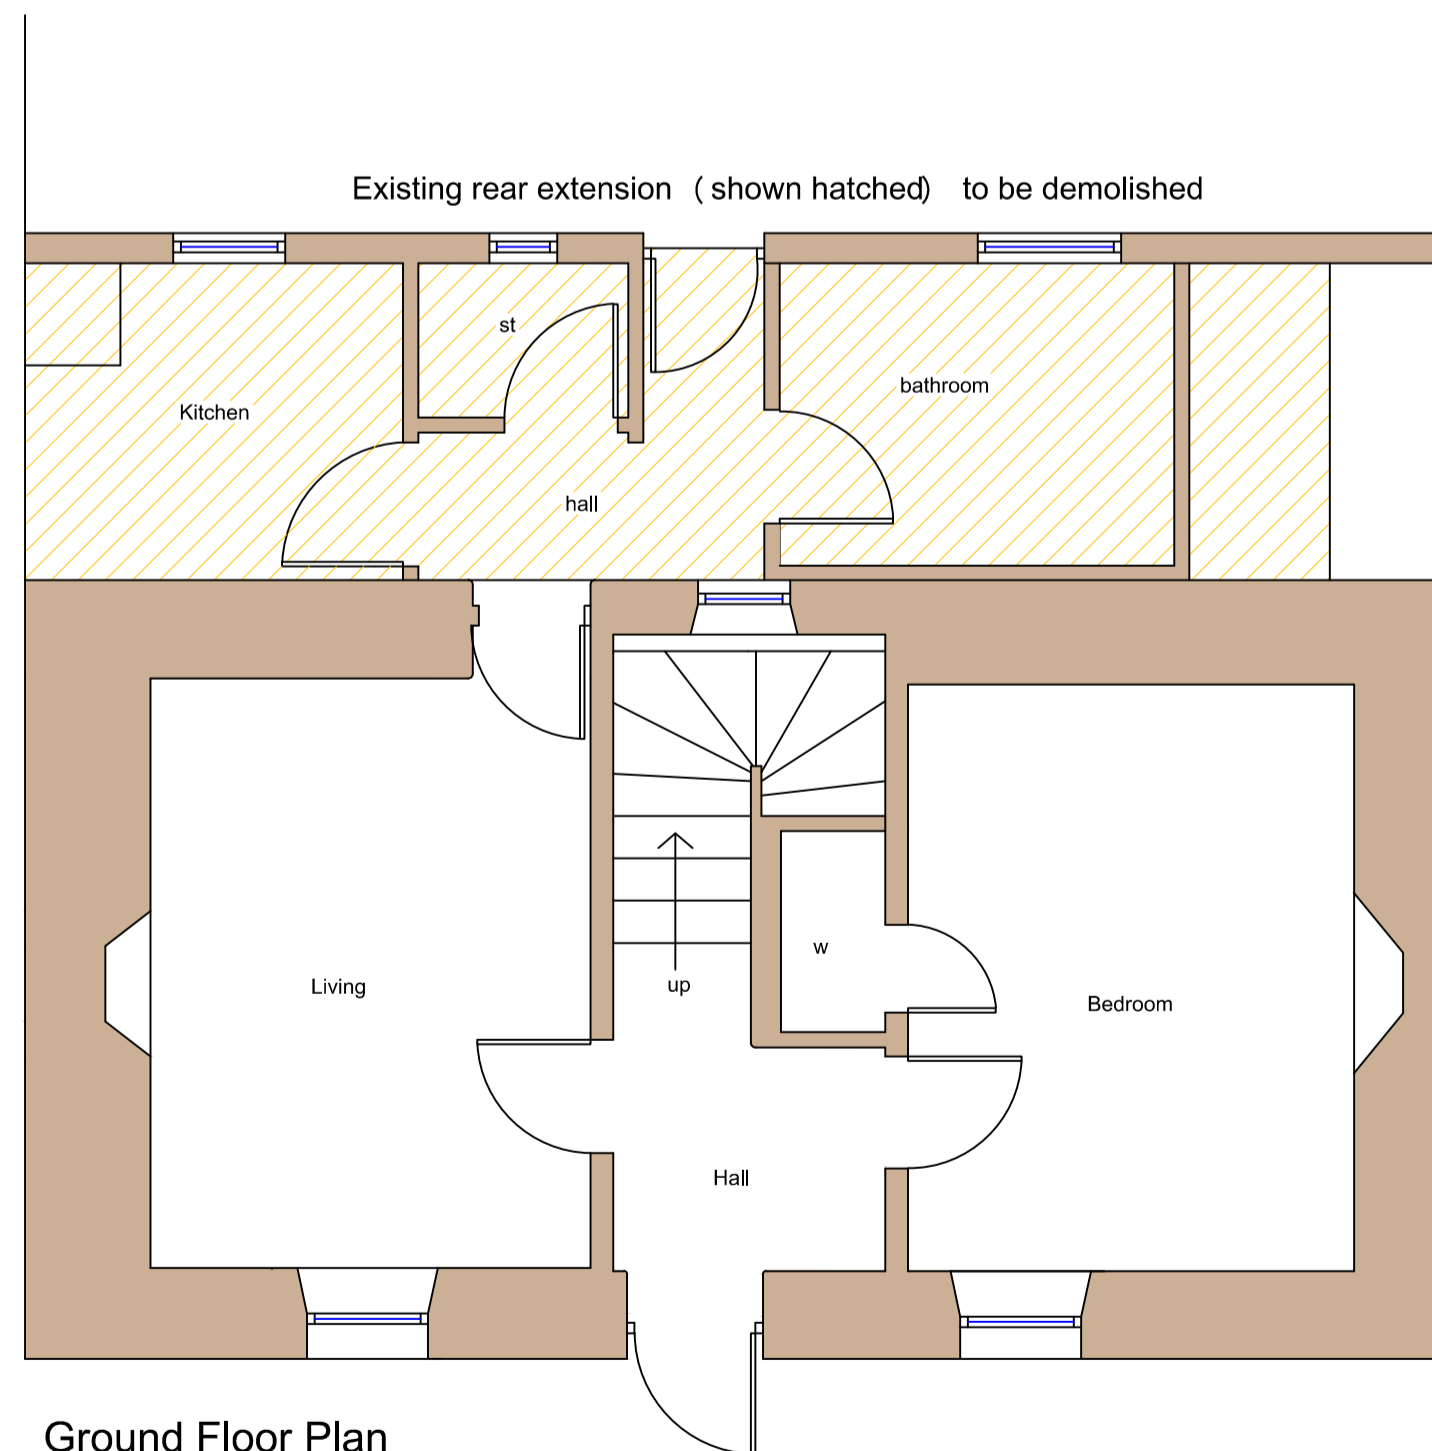 Existing rear extension ( shown hatched) to be demolished
st
bathroom
Kitchen
hall
w
up
Living
Bedroom
Hall
Ground Floor Plan